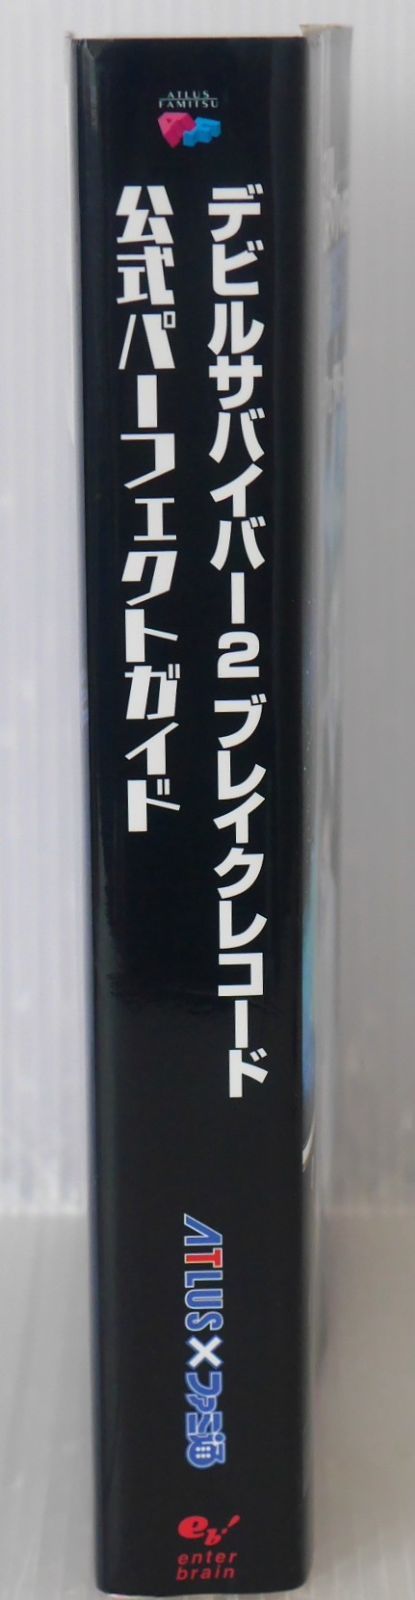 ATLUS
FAMITSU
デビルサバイバー2 ブレイクレコード
公式パーフェクトガイド
ATLUS×ファミ通
eb!
enter
brain